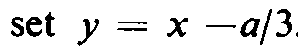 set y = x −a/3.